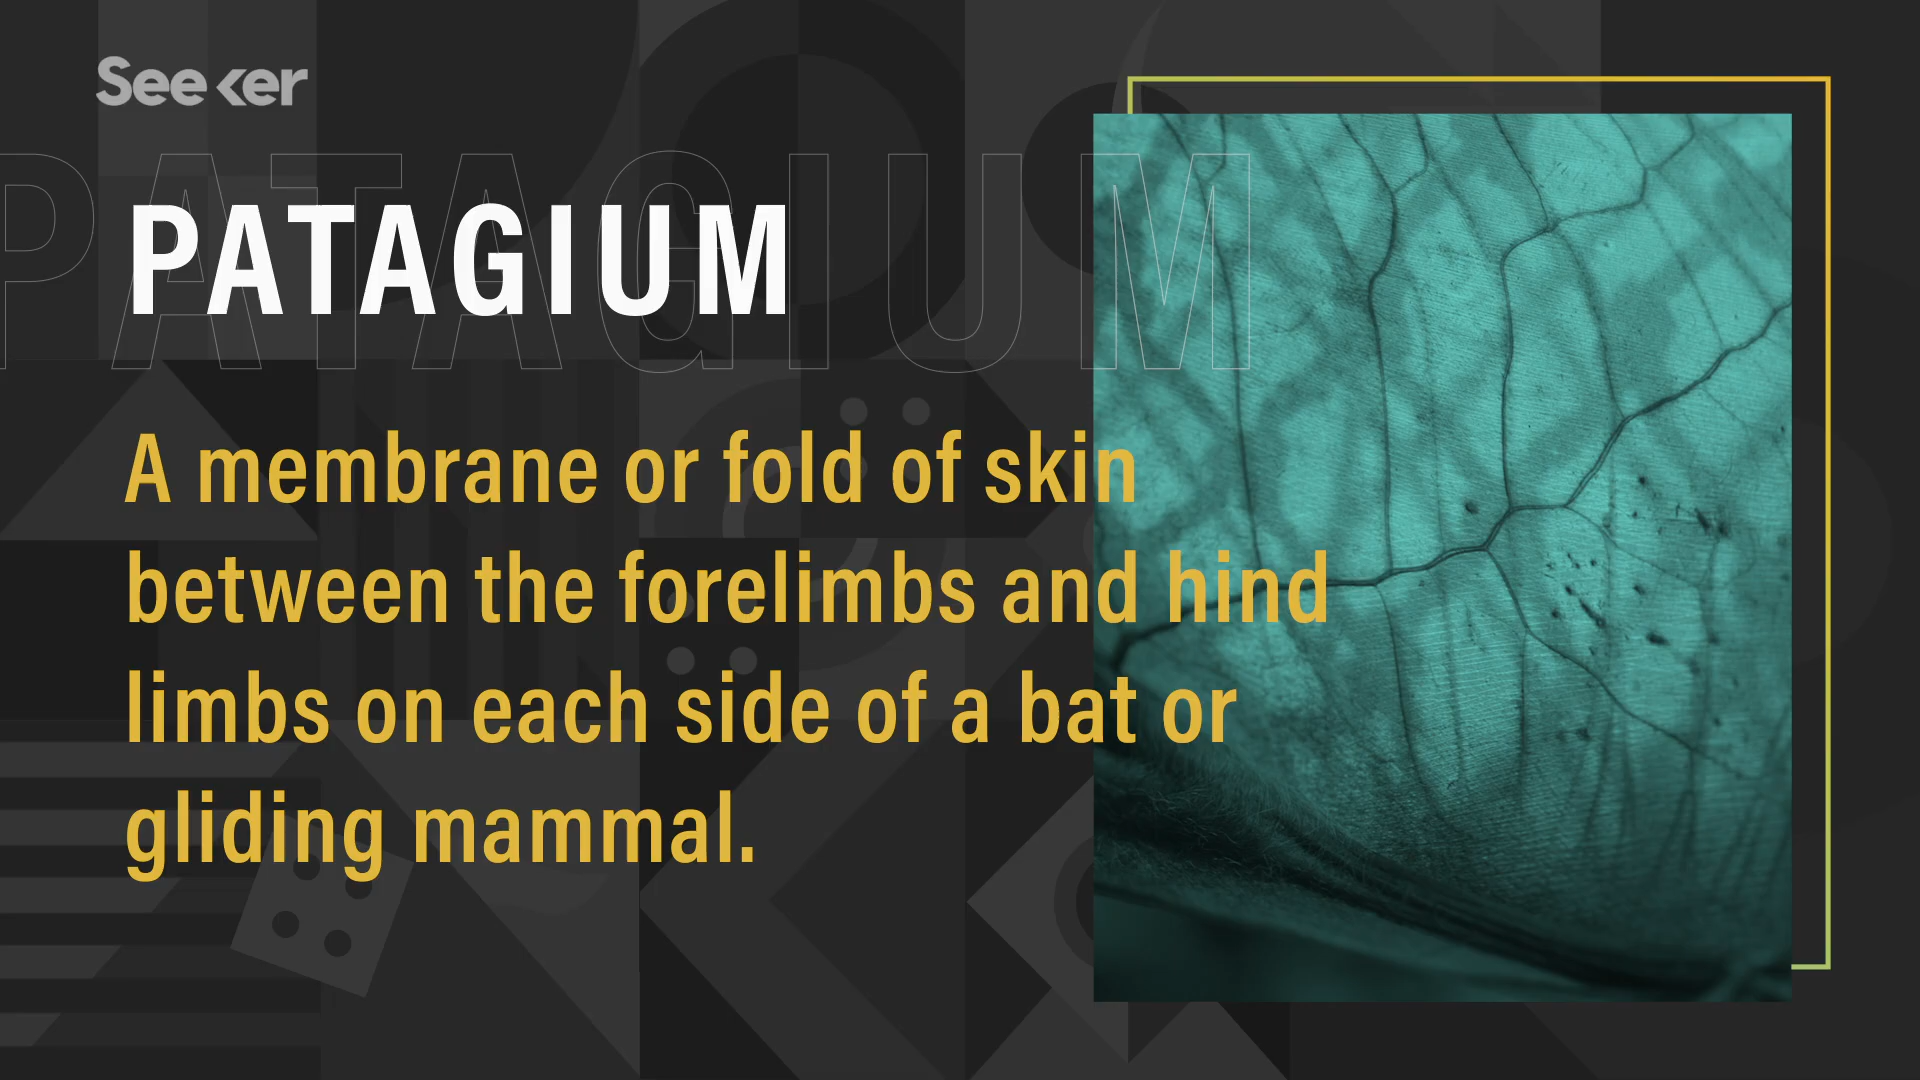 Seeker
PATAGIUM
PATAGIUM
A membrane or fold of skin
between the forelimbs and hind
limbs on each side of a bat or
gliding mammal.